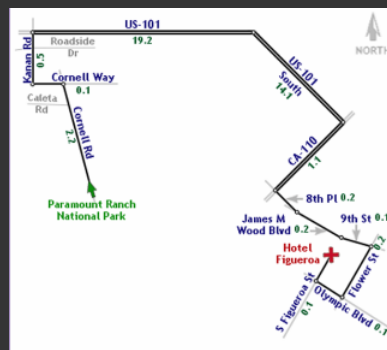 US-101
19.2
Roadside
Dr
NORTH
Kanan Rd
0.5
Cornell Way
0.1
Caleta
Rd
Cornell Rd
2.2
US-101
South
14.1
CA-110
1.1
Paramount Ranch
National Park
8th Pl 0.2
James M
Wood Blvd 0.2
9th St 0.1
Hotel
Figueroa
0.2
Flower St
S Figueroa St
0.1
Olympic Blvd 0.1